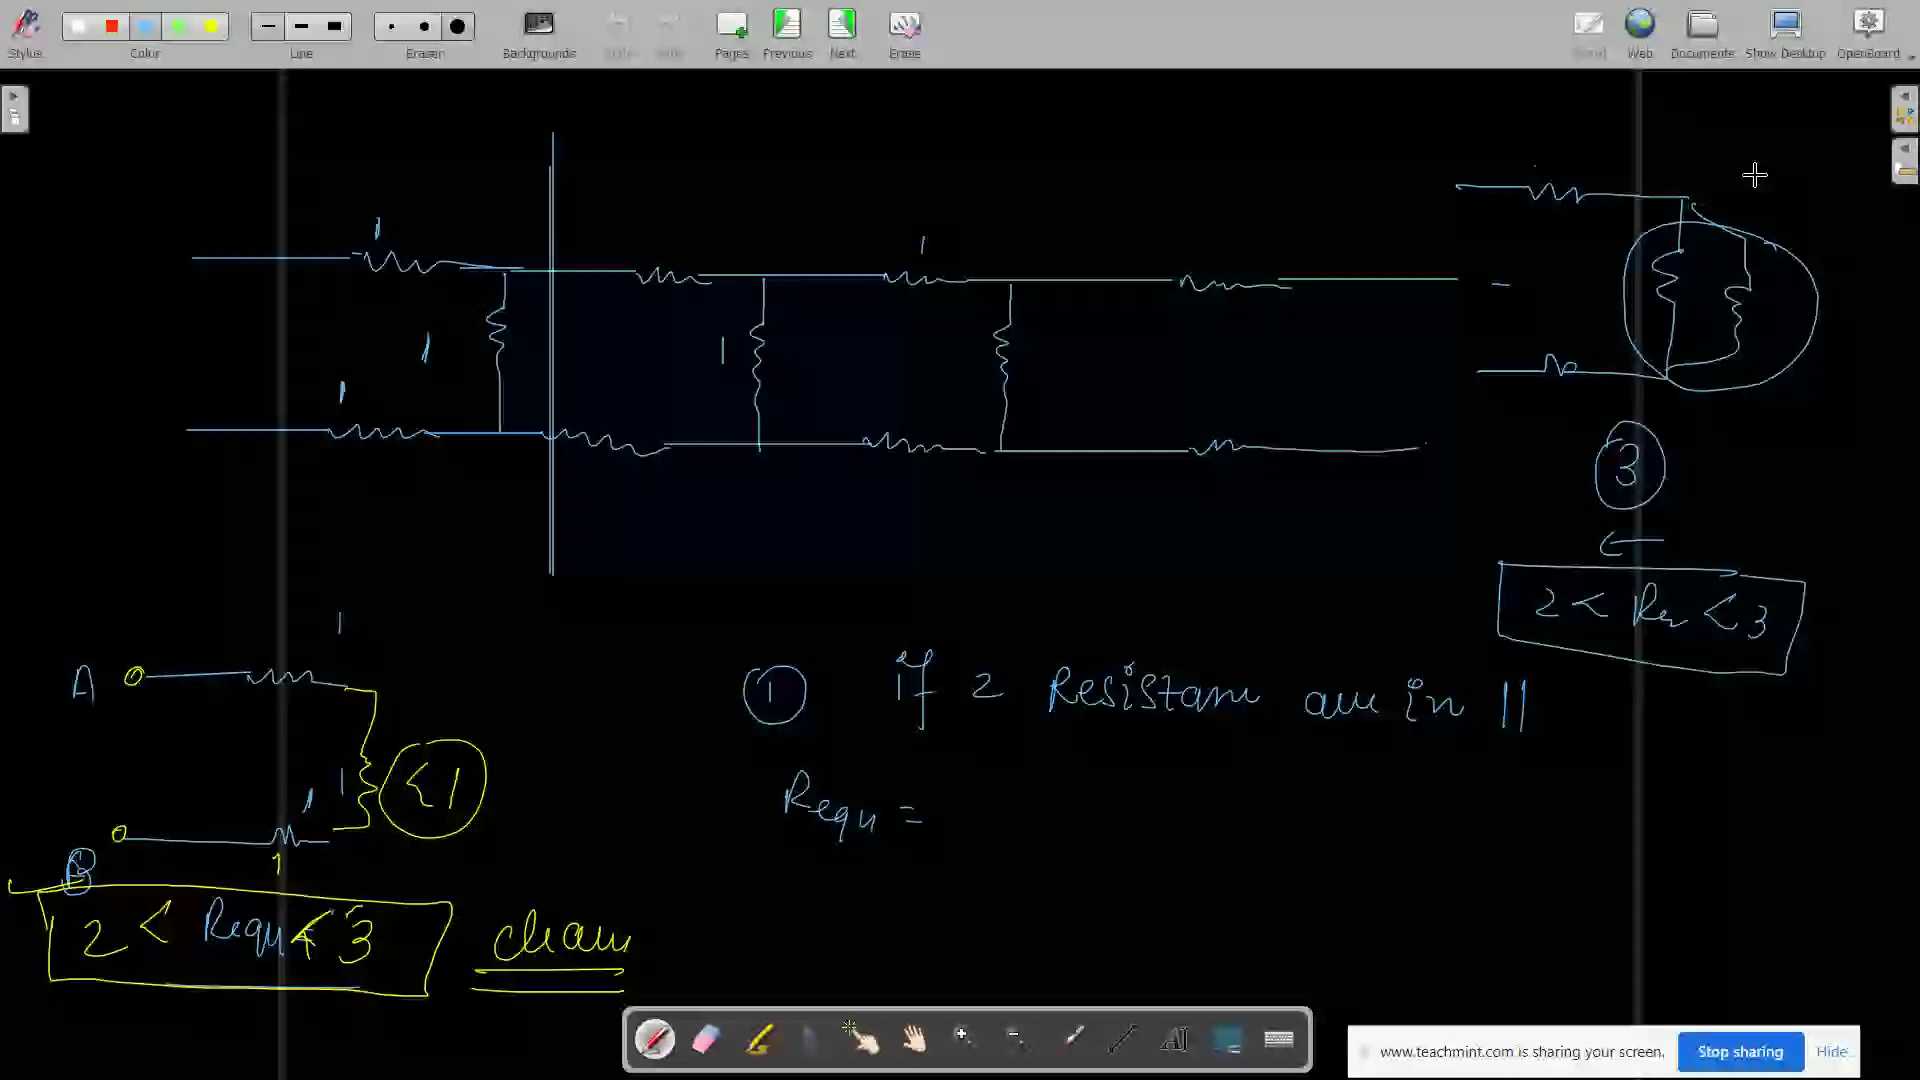 Stylus
Color
Line
Eraser
Backgrounds
Pages
Previous
Next
Erase
Web
Documents
Show Desktop
OpenBoard
1
1
1
1
1
3
2 < Req < 3
1
A
1
1
<1
B
1
2 < Requ < 3
① If 2 Resistanc are in ||
Requ =
www.teachmint.com is sharing your screen.
Stop sharing
Hide